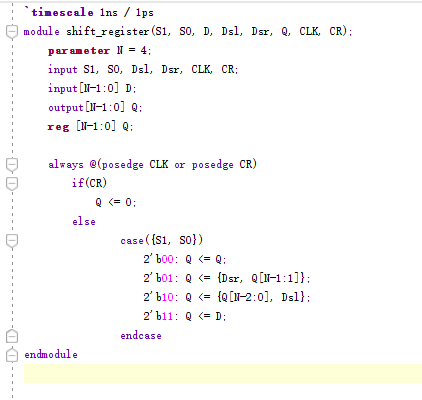 `timescale 1ns / 1ps
module shift_register(S1, S0, D, Dsl, Dsr, Q, CLK, CR);
parameter N = 4;
input S1, S0, Dsl, Dsr, CLK, CR;
input[N-1:0] D;
output[N-1:0] Q;
reg [N-1:0] Q;
always @(posedge CLK or posedge CR)
if(CR)
Q <= 0;
else
case({S1, S0})
2'b00: Q <= Q;
2'b01: Q <= {Dsr, Q[N-1:1]};
2'b10: Q <= {Q[N-2:0], Dsl};
2'b11: Q <= D;
endcase
endmodule